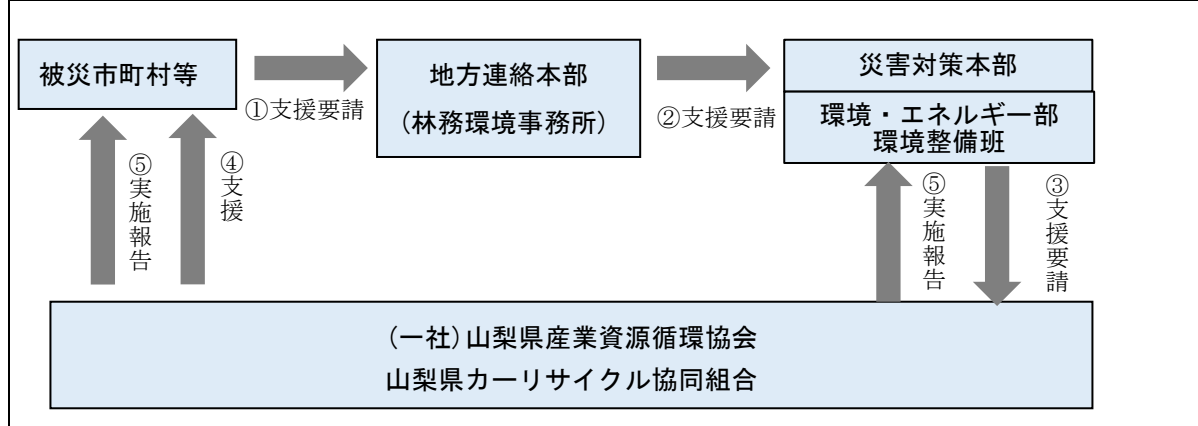 被災市町村等
①支援要請
地方連絡本部
(林務環境事務所)
②支援要請
災害対策本部
環境・エネルギー部
環境整備班
⑤実施報告
④支援
⑤実施報告
③支援要請
(一社)山梨県産業資源循環協会
山梨県カーリサイクル協同組合